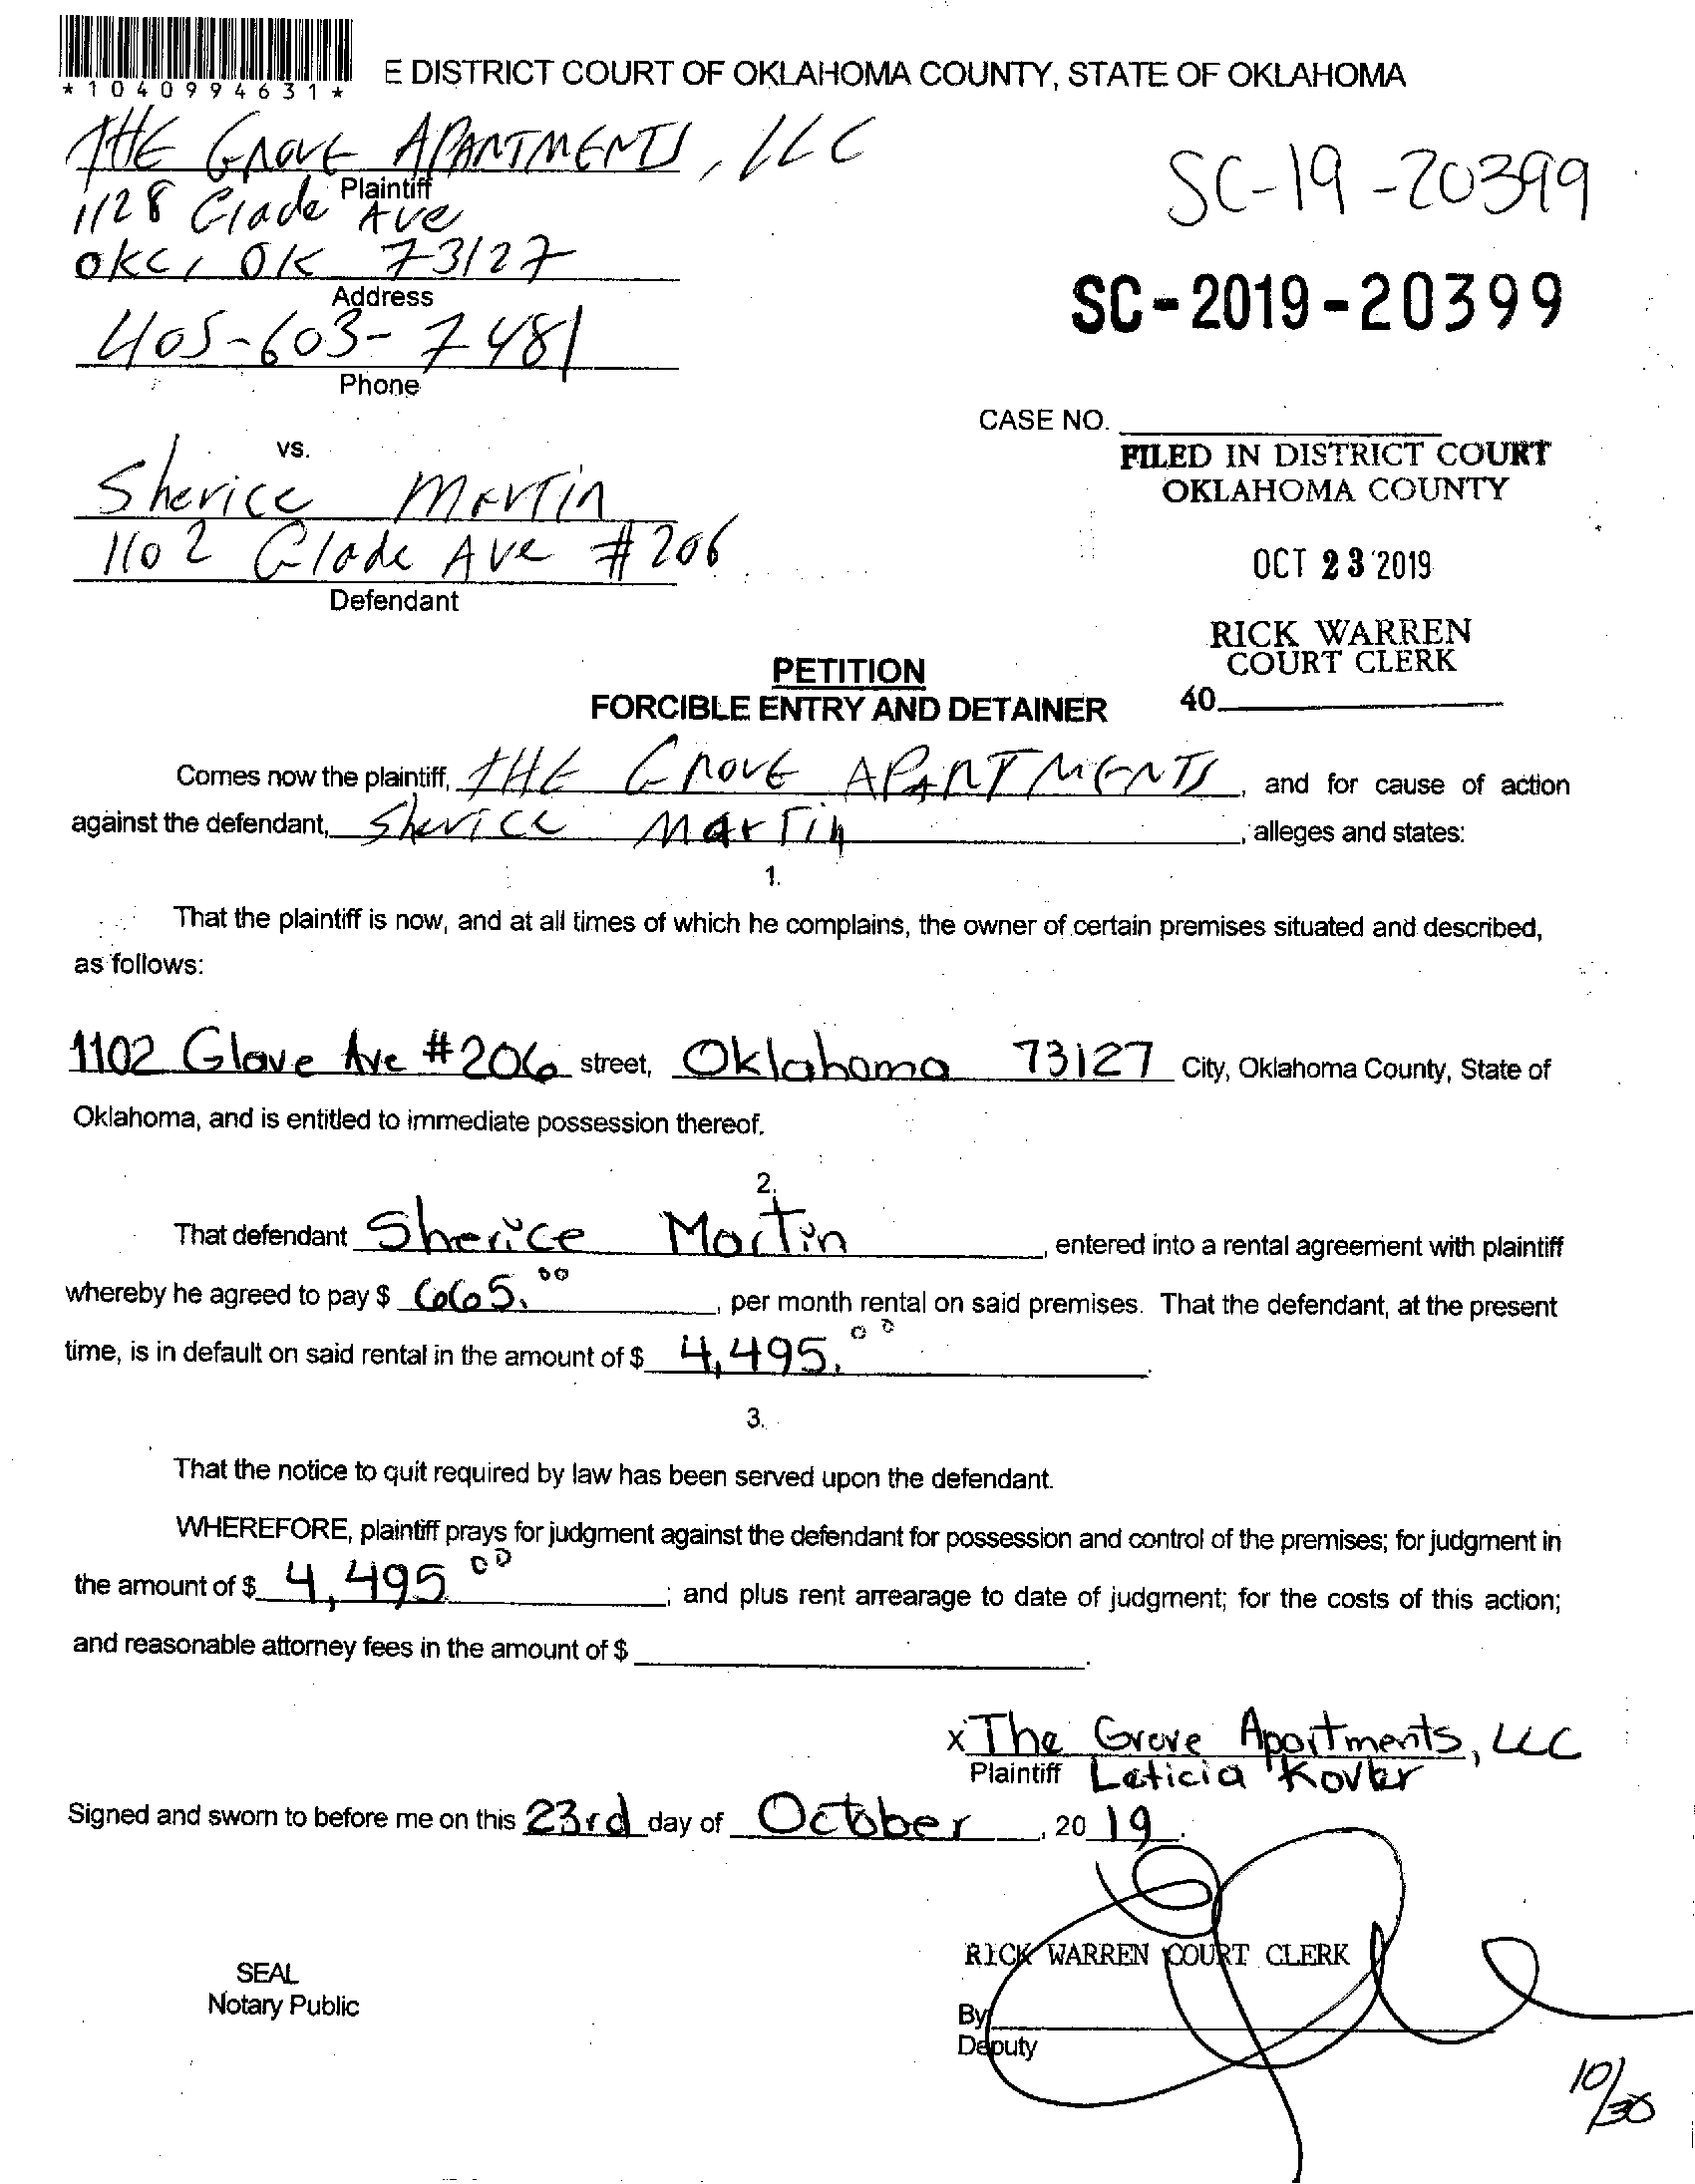 *1040994631*
E DISTRICT COURT OF OKLAHOMA COUNTY, STATE OF OKLAHOMA
THE GROVE APARTMENTS, LLC
Plaintiff
1128 Glade Ave
OKC, OK 73127
Address
405-603-7481
Phone
SC-19-20399
SC-2019-20399
CASE NO.
FILED IN DISTRICT COURT
OKLAHOMA COUNTY
OCT 23 2019
RICK WARREN
COURT CLERK
40
vs.
Sherice Martin
1102 Glade Ave #206
Defendant
PETITION
FORCIBLE ENTRY AND DETAINER
Comes now the plaintiff, THE GROVE APARTMENTS, and for cause of action
against the defendant, Sherice Martin, alleges and states:
1.
That the plaintiff is now, and at all times of which he complains, the owner of certain premises situated and described,
as follows:
1102 Glave Ave #206 street, Oklahoma 73127 City, Oklahoma County, State of
Oklahoma, and is entitled to immediate possession thereof.
2.
That defendant Sherice Martin, entered into a rental agreement with plaintiff
whereby he agreed to pay $ 665.00, per month rental on said premises. That the defendant, at the present
time, is in default on said rental in the amount of $ 4,495.00.
3.
That the notice to quit required by law has been served upon the defendant.
WHEREFORE, plaintiff prays for judgment against the defendant for possession and control of the premises; for judgment in
the amount of $ 4,495 00; and plus rent arrearage to date of judgment; for the costs of this action;
and reasonable attorney fees in the amount of $ .
x The Grove Apartments, LLC
Plaintiff Leticia
Signed and sworn to before me on this 23rd day of October, 20 19.
RICK WARREN COURT CLERK
SEAL
Notary Public
By
Deputy
10/30